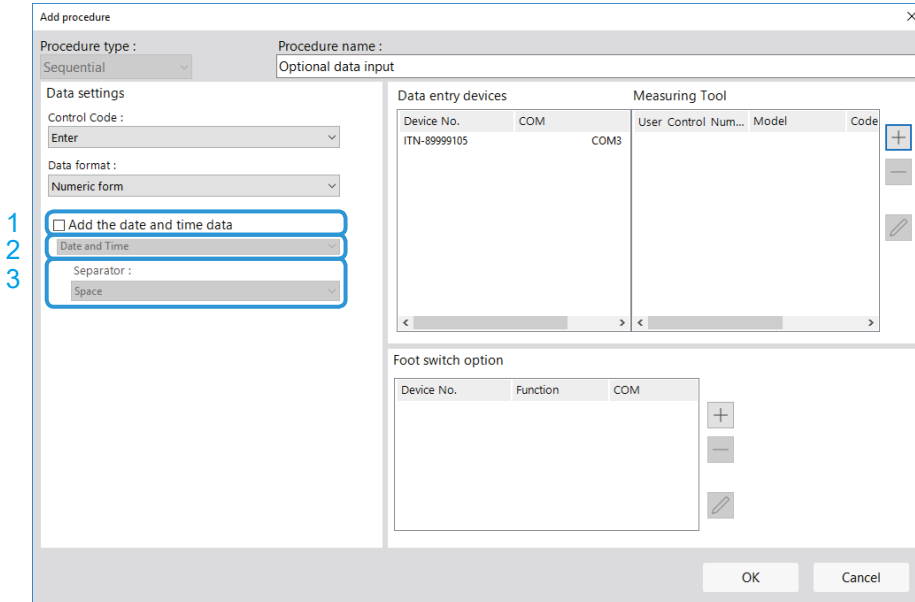 Add procedure
Procedure type :
Procedure name :
Sequential
Optional data input
Data settings
Control Code :
Enter
Data format :
Numeric form
1
Add the date and time data
2
Date and Time
3
Separator :
Space
Data entry devices
Measuring Tool
Device No. COM
User Control Num... Model Code
ITN-89999105 COM3
Foot switch option
Device No. Function COM
OK
Cancel